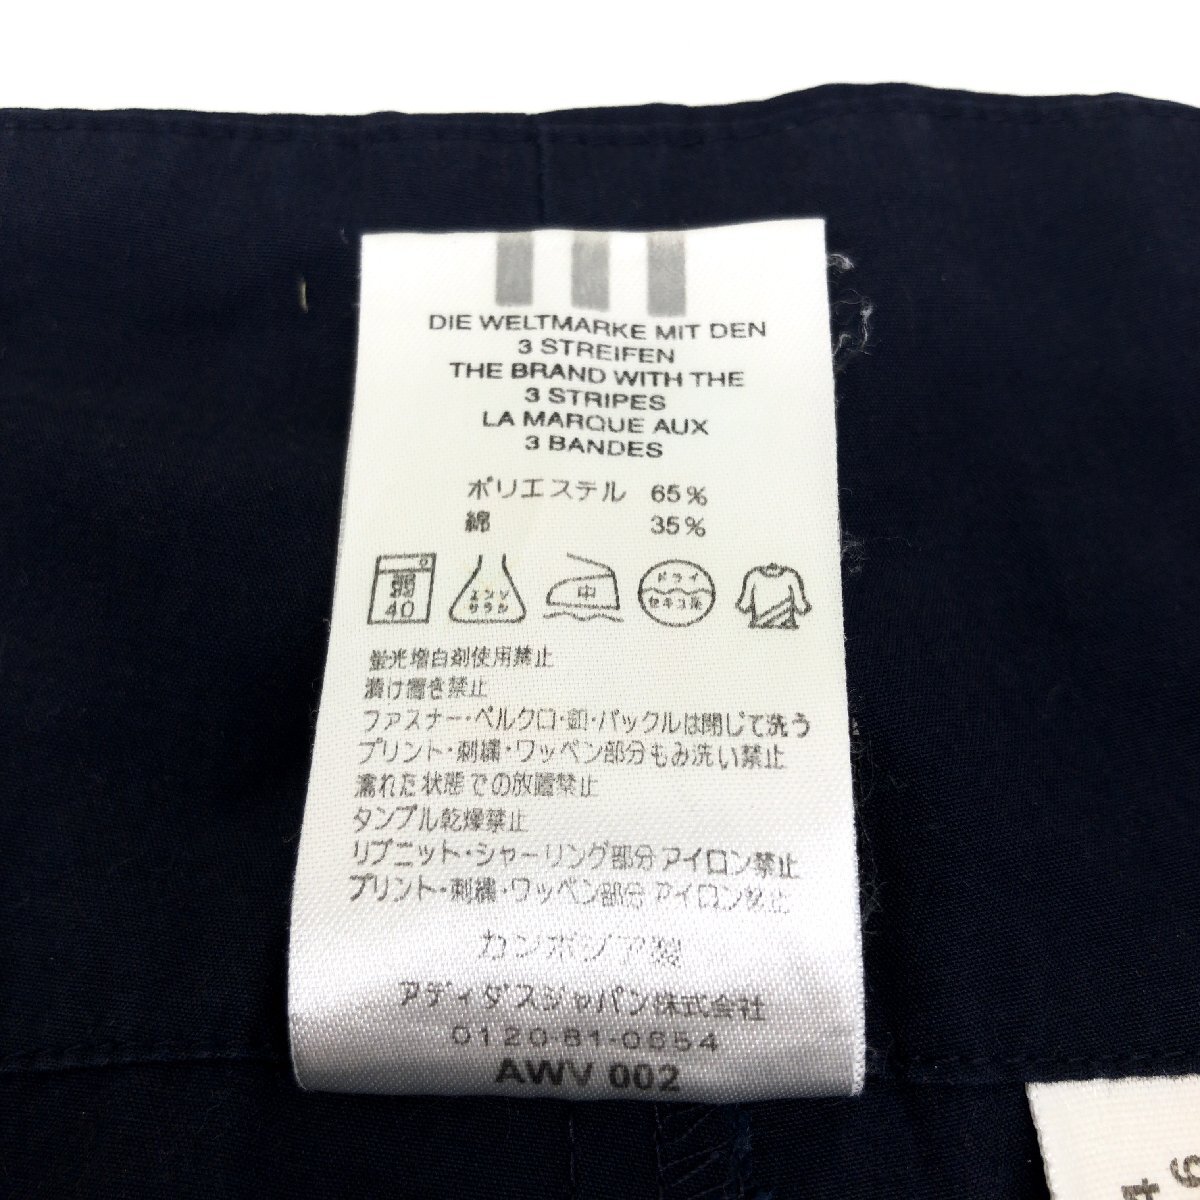 DIE WELTMARKE MIT DEN
3 STREIFEN
THE BRAND WITH THE
3 STRIPES
LA MARQUE AUX
3 BANDES
ポリエステル 65%
綿 35%
40
エンソ
サラシ
中
ドライ
セキユ系
蛍光増白剤使用禁止
漬け置き禁止
ファスナー・ベルクロ・釦・バックルは閉じて洗う
プリント・刺繍・ワッペン部分もみ洗い禁止
濡れた状態での放置禁止
タンブル乾燥禁止
リブニット・シャーリング部分アイロン禁止
プリント・刺繍・ワッペン部分アイロン禁止
カンボジア製
アディダスジャパン株式会社
0120-81-0654
AWV 002